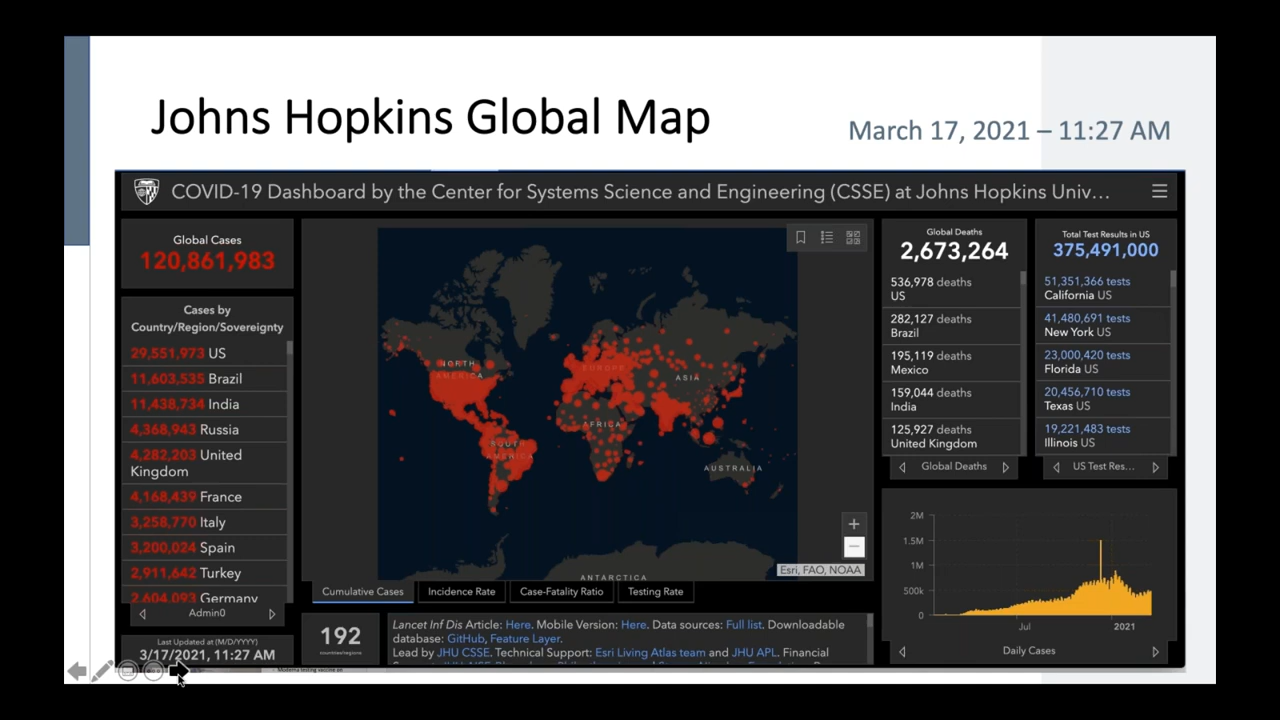 Johns Hopkins Global Map
March 17, 2021 – 11:27 AM
COVID-19 Dashboard by the Center for Systems Science and Engineering (CSSE) at Johns Hopkins Univ...
Global Cases
120,861,983
Cases by
Country/Region/Sovereignty
29,551,973 US
11,603,535 Brazil
11,438,734 India
4,368,943 Russia
4,282,203 United
Kingdom
4,168,439 France
3,258,770 Italy
3,200,024 Spain
2,911,642 Turkey
2,604,093 Germany
Admin0
Last Updated at (M/D/YYYY)
3/17/2021, 11:27 AM
NORTH
AMERICA
SOUTH
AMERICA
EUROPE
AFRICA
ASIA
AUSTRALIA
ANTARCTICA
Esri, FAO, NOAA
Cumulative Cases
Incidence Rate
Case-Fatality Ratio
Testing Rate
192
countries/regions
Lancet Inf Dis Article: Here. Mobile Version: Here. Data sources: Full list. Downloadable
database: GitHub, Feature Layer.
Lead by JHU CSSE. Technical Support: Esri Living Atlas team and JHU APL. Financial
Global Deaths
2,673,264
536,978 deaths
US
282,127 deaths
Brazil
195,119 deaths
Mexico
159,044 deaths
India
125,927 deaths
United Kingdom
Global Deaths
Total Test Results in US
375,491,000
51,351,366 tests
California US
41,480,691 tests
New York US
23,000,420 tests
Florida US
20,456,710 tests
Texas US
19,221,483 tests
Illinois US
US Test Res...
2M
1.5M
1M
500k
0
Jul
2021
Daily Cases